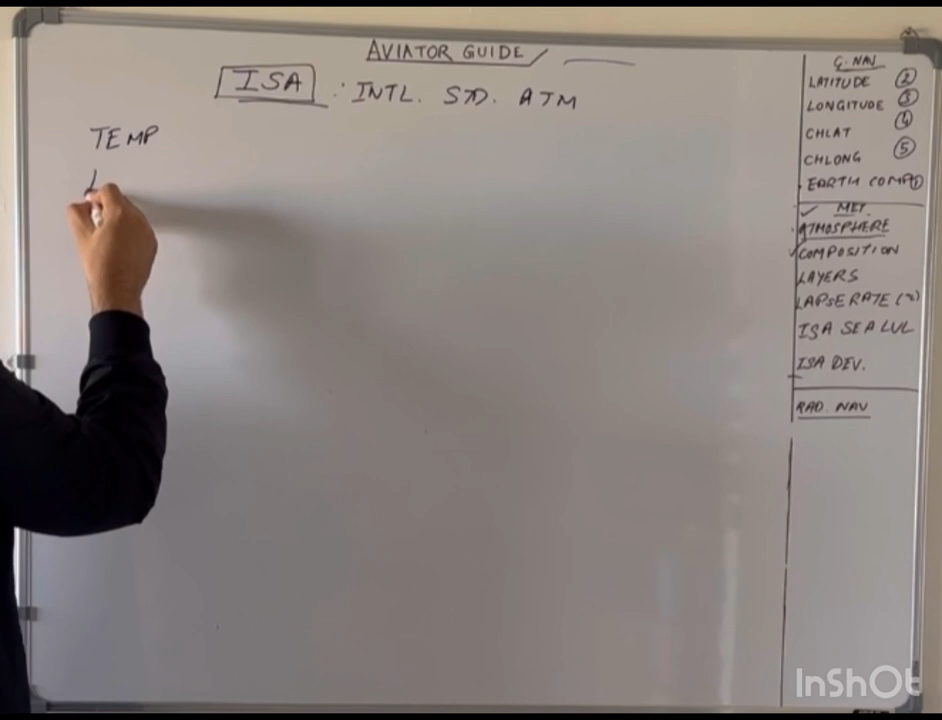 AVIATOR GUIDE
ISA : INTL. STD. ATM
TEMP
G. NAV
LATITUDE 2
LONGITUDE 3
CHLAT 4
CHLONG 5
EARTH
MET
ATMOSPHERE
COMPOSITION
LAYERS
LAPSE RATE
ISA SEA LVL
ISA DEV.
RAD. NAV
InShOt